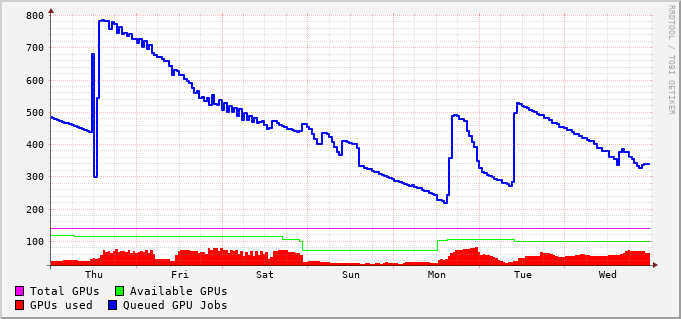 800
700
600
500
400
300
200
100
Thu Fri Sat Sun Mon Tue Wed
Total GPUs Available GPUs
GPUs used Queued GPU Jobs
RRDTOOL / TOBI OETIKER